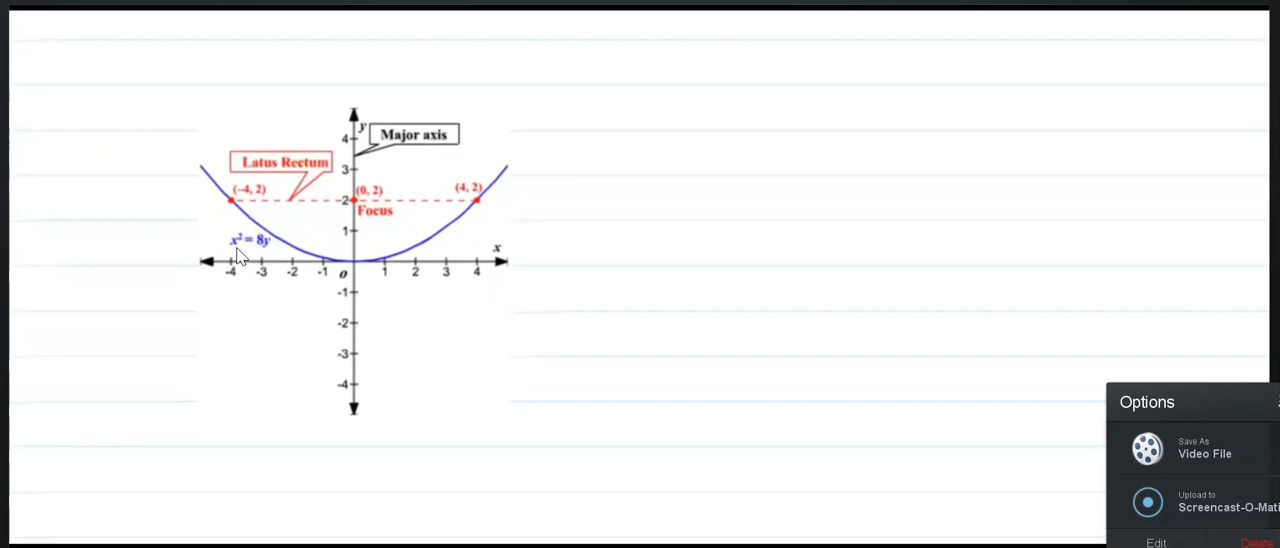 y
Major axis
4
Latus Rectum
3
(–4, 2)
(0, 2)
(4, 2)
2
Focus
1
x² = 8y
x
-4 -3 -2 -1 o 1 2 3 4
-1
-2
-3
-4
Options
Save As
Video File
Upload to
Screencast-O-Mati
Edit
Delete